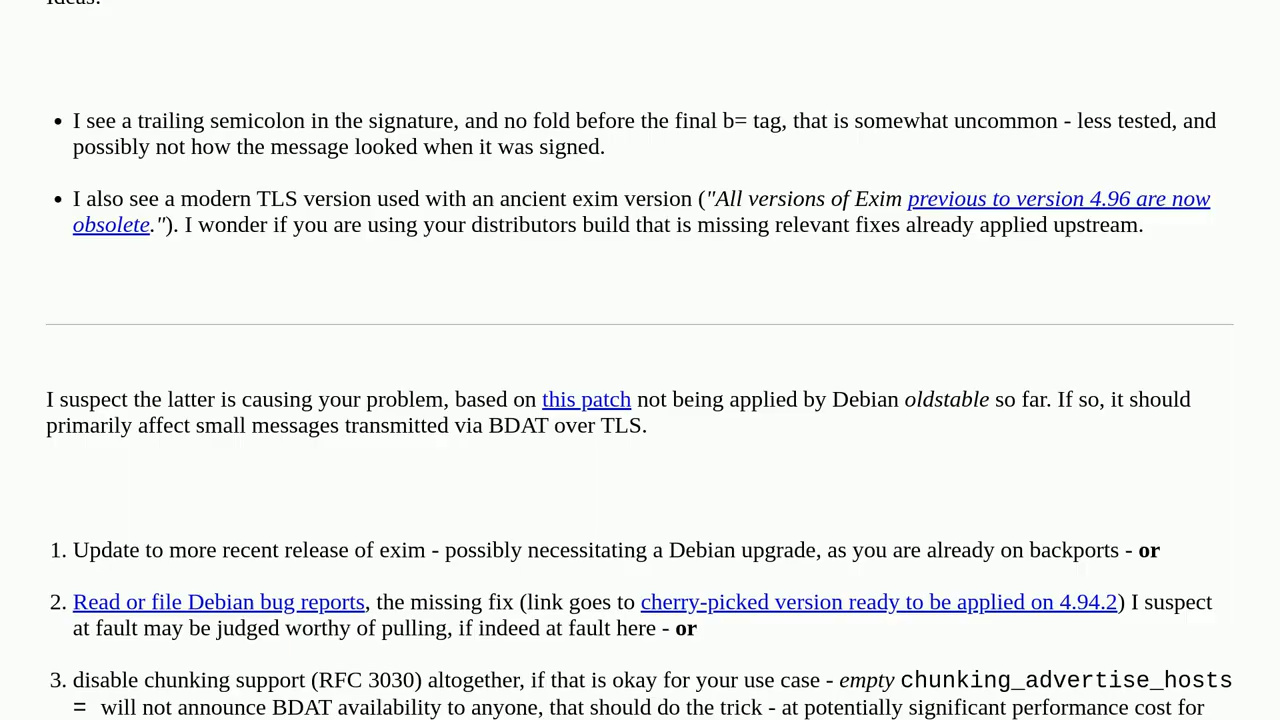 Ideas:
• I see a trailing semicolon in the signature, and no fold before the final b= tag, that is somewhat uncommon - less tested, and
possibly not how the message looked when it was signed.
• I also see a modern TLS version used with an ancient exim version ("All versions of Exim previous to version 4.96 are now
obsolete."). I wonder if you are using your distributors build that is missing relevant fixes already applied upstream.
I suspect the latter is causing your problem, based on this patch not being applied by Debian oldstable so far. If so, it should
primarily affect small messages transmitted via BDAT over TLS.
1. Update to more recent release of exim - possibly necessitating a Debian upgrade, as you are already on backports - or
2. Read or file Debian bug reports, the missing fix (link goes to cherry-picked version ready to be applied on 4.94.2) I suspect
at fault may be judged worthy of pulling, if indeed at fault here - or
3. disable chunking support (RFC 3030) altogether, if that is okay for your use case - empty chunking_advertise_hosts
= will not announce BDAT availability to anyone, that should do the trick - at potentially significant performance cost for